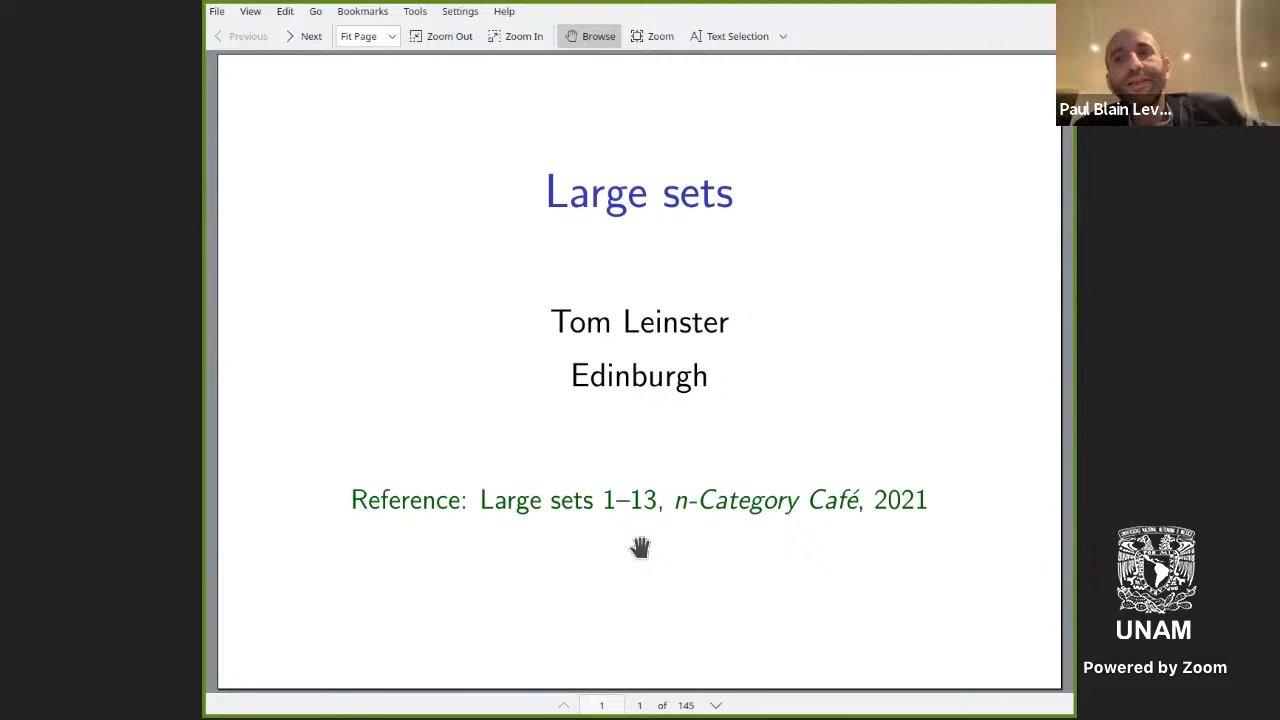 File View Edit Go Bookmarks Tools Settings Help
Previous Next Fit Page Zoom Out Zoom In Browse Zoom Text Selection
Paul Blain Lev...
Large sets
Tom Leinster
Edinburgh
Reference: Large sets 1–13, n-Category Café, 2021
UNAM
Powered by Zoom
1 1 of 145